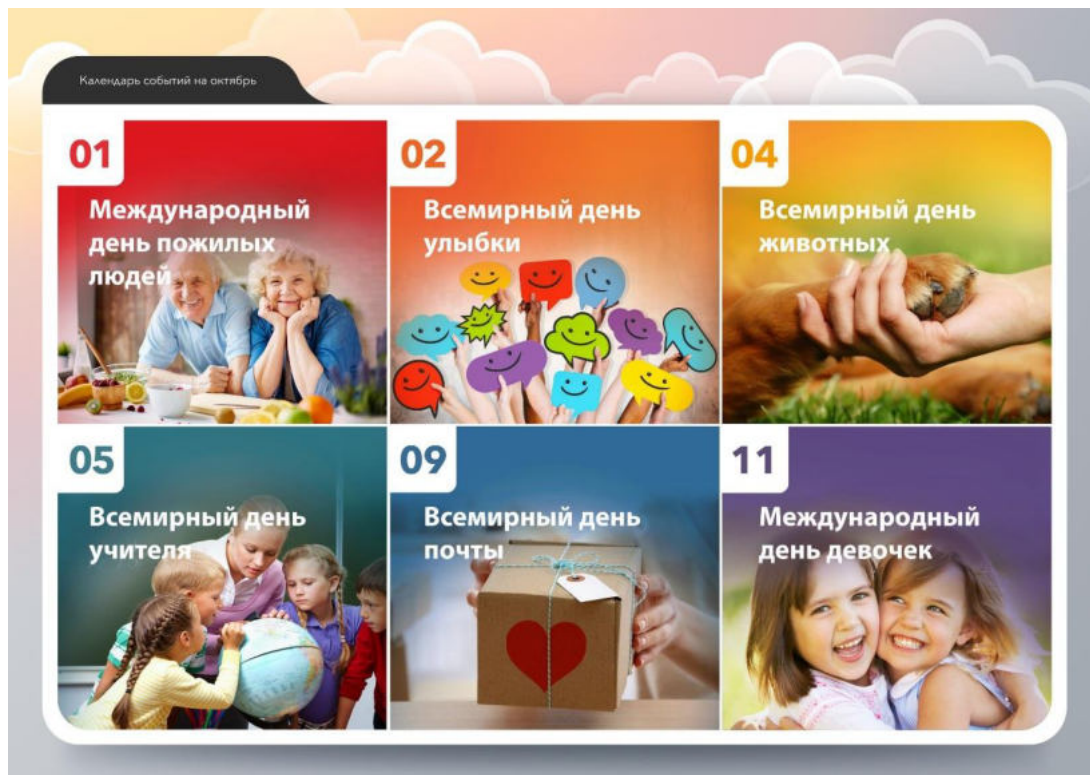 Календарь событий на октябрь
01
Международный
день пожилых
людей
02
Всемирный день
улыбки
04
Всемирный день
животных
05
Всемирный день
учителя
09
Всемирный день
почты
11
Международный
день девочек